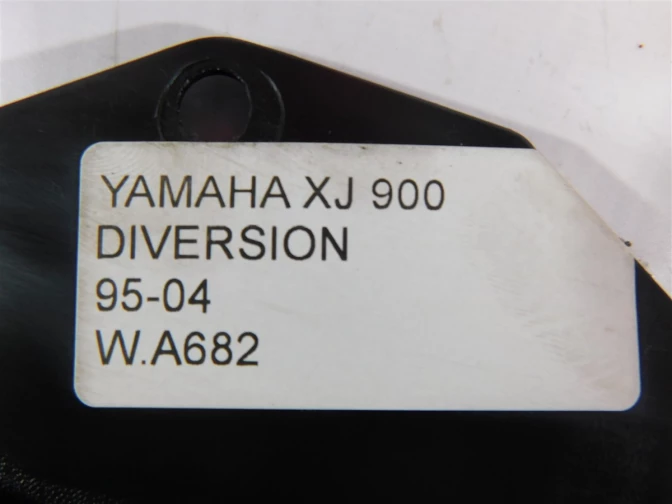 YAMAHA XJ 900
DIVERSION
95-04
W.A682